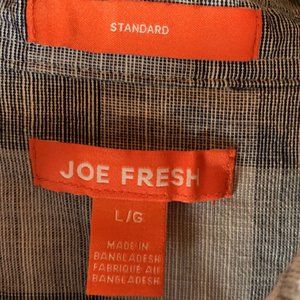 STANDARD
JOE FRESH
L/G
MADE IN
BANGLADESH
FABRIQUÉ AU
BANGLADESH